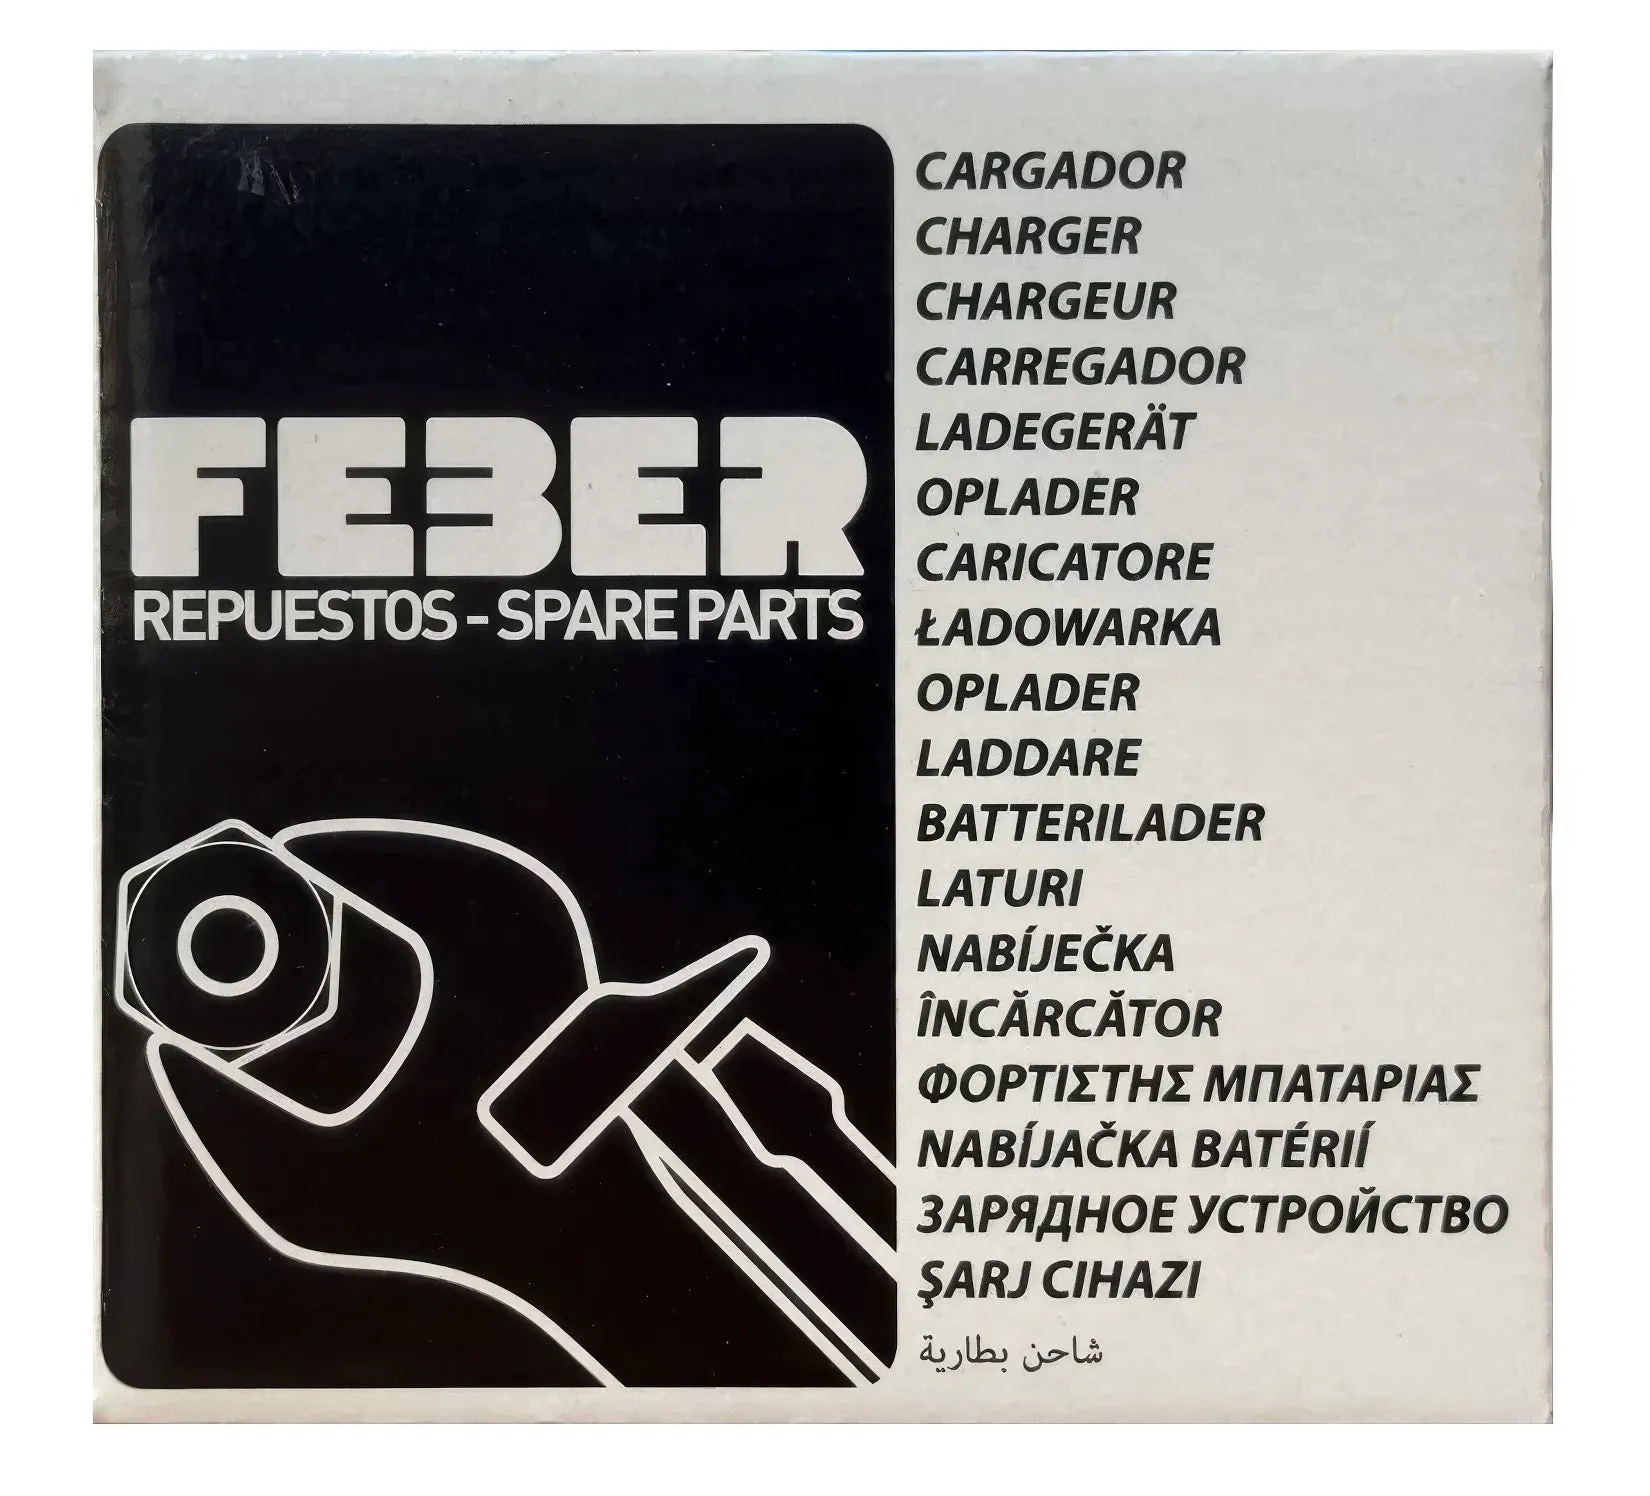 FEBER
REPUESTOS - SPARE PARTS
CARGADOR
CHARGER
CHARGEUR
CARREGADOR
LADEGERÄT
OPLADER
CARICATORE
ŁADOWARKA
OPLADER
LADDARE
BATTERILADER
LATURI
NABÍJEČKA
ÎNCĂRCĂTOR
ΦΟΡΤΙΣΤΗΣ ΜΠΑΤΑΡΙΑΣ
NABÍJAČKA BATÉRIÍ
ЗАРЯДНОЕ УСТРОЙСТВО
ŞARJ CIHAZI
شاحن بطارية